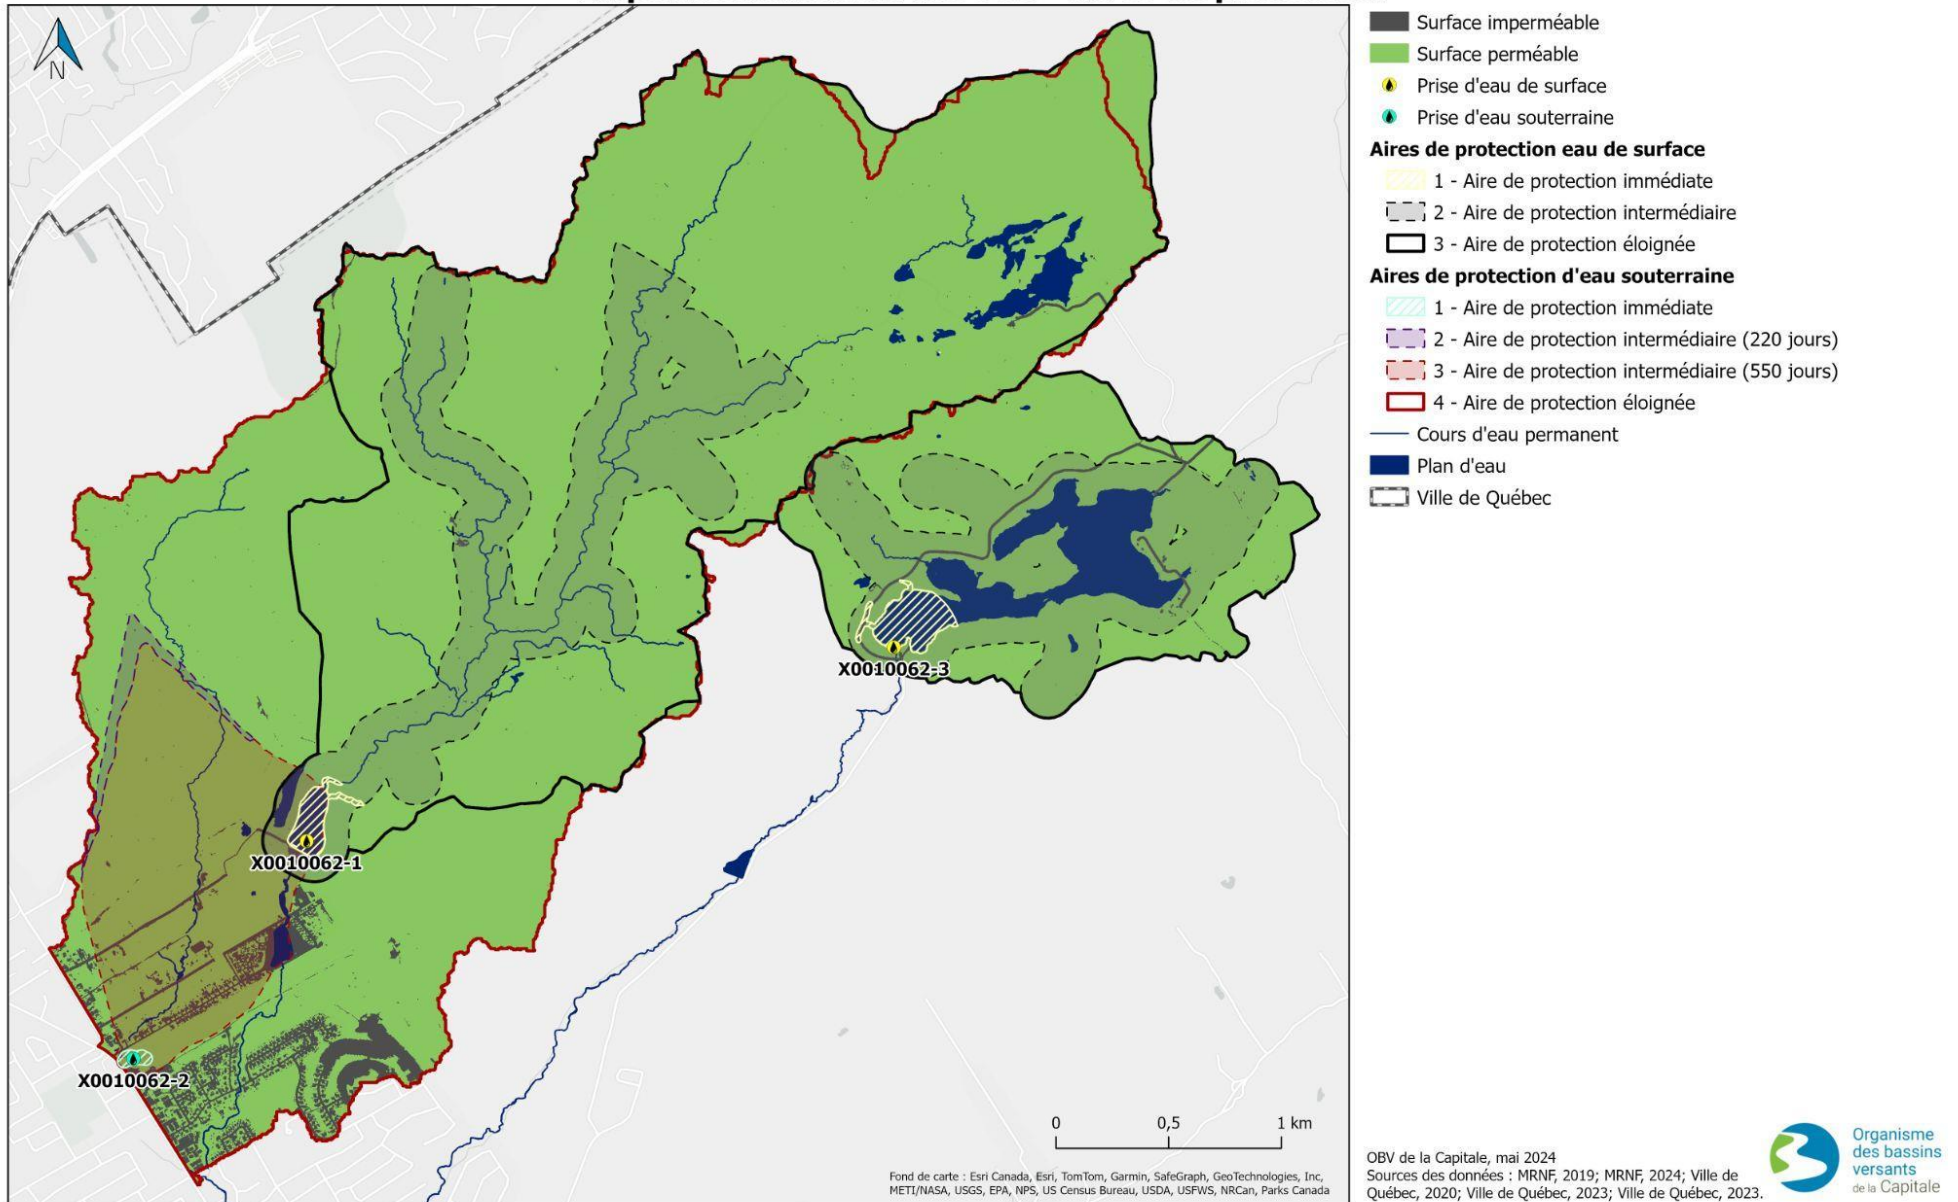 N
Surface imperméable
Surface perméable
Prise d'eau de surface
Prise d'eau souterraine
Aires de protection eau de surface
1 - Aire de protection immédiate
2 - Aire de protection intermédiaire
3 - Aire de protection éloignée
Aires de protection d'eau souterraine
1 - Aire de protection immédiate
2 - Aire de protection intermédiaire (220 jours)
3 - Aire de protection intermédiaire (550 jours)
4 - Aire de protection éloignée
Cours d'eau permanent
Plan d'eau
Ville de Québec
X0010062-3
X0010062-1
X0010062-2
0 0,5 1 km
Fond de carte : Esri Canada, Esri, TomTom, Garmin, SafeGraph, GeoTechnologies, Inc,
METI/NASA, USGS, EPA, NPS, US Census Bureau, USDA, USFWS, NRCan, Parks Canada
OBV de la Capitale, mai 2024
Sources des données : MRNF, 2019; MRNF, 2024; Ville de
Québec, 2020; Ville de Québec, 2023; Ville de Québec, 2023.
Organisme
des bassins
versants
de la Capitale